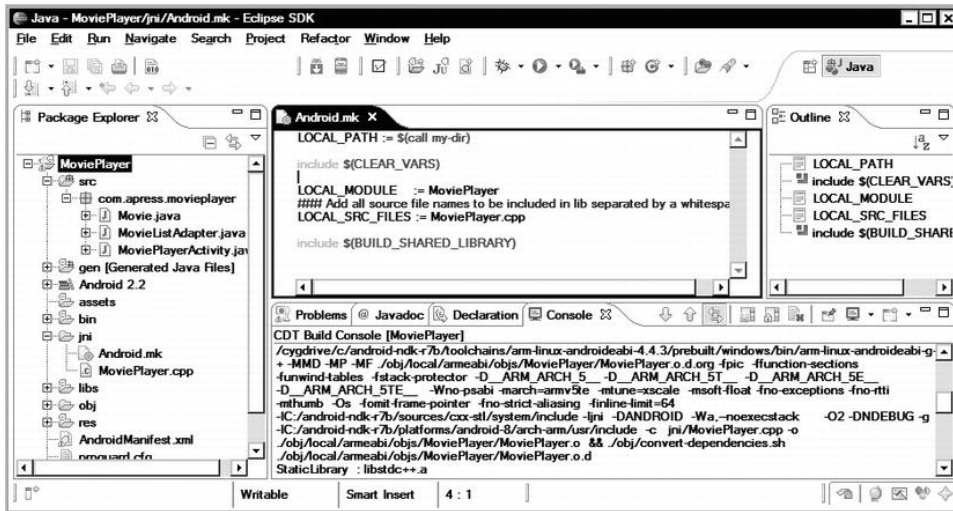 Java - MoviePlayer/jni/Android.mk - Eclipse SDK
File Edit Run Navigate Search Project Refactor Window Help
Java
Package Explorer
MoviePlayer
src
com.apress.movieplayer
Movie.java
MovieListAdapter.java
MoviePlayerActivity.jav
gen [Generated Java Files]
Android 2.2
assets
bin
jni
Android.mk
MoviePlayer.cpp
libs
obj
res
AndroidManifest.xml
proguard.cfg
Android.mk
LOCAL_PATH := $(call my-dir)
include $(CLEAR_VARS)
LOCAL_MODULE := MoviePlayer
#### Add all source file names to be included in lib separated by a whitespa
LOCAL_SRC_FILES := MoviePlayer.cpp
include $(BUILD_SHARED_LIBRARY)
Outline
LOCAL_PATH
include $(CLEAR_VARS)
LOCAL_MODULE
LOCAL_SRC_FILES
include $(BUILD_SHARE
Problems @ Javadoc Declaration Console
CDT Build Console [MoviePlayer]
/cygdrive/c/android-ndk-r7b/toolchains/arm-linux-androideabi-4.4.3/prebuilt/windows/bin/arm-linux-androideabi-g-
+ -MMD -MP -MF ./obj/local/armeabi/objs/MoviePlayer/MoviePlayer.o.d.org -fpic -ffunction-sections
-funwind-tables -fstack-protector -D__ARM_ARCH_5__ -D__ARM_ARCH_5T__ -D__ARM_ARCH_5E__
-D__ARM_ARCH_5TE__ -Wno-psabi -march=armv5te -mtune=xscale -msoft-float -fno-exceptions -fno-rtti
-mthumb -Os -fomit-frame-pointer -fno-strict-aliasing -finline-limit=64
-IC:/android-ndk-r7b/sources/cxx-stl/system/include -Ijni -DANDROID -Wa,--noexecstack -O2 -DNDEBUG -g
-IC:/android-ndk-r7b/platforms/android-8/arch-arm/usr/include -c jni/MoviePlayer.cpp -o
./obj/local/armeabi/objs/MoviePlayer/MoviePlayer.o && ./obj/convert-dependencies.sh
./obj/local/armeabi/objs/MoviePlayer/MoviePlayer.o.d
StaticLibrary : libstdc++.a
Writable Smart Insert 4 : 1